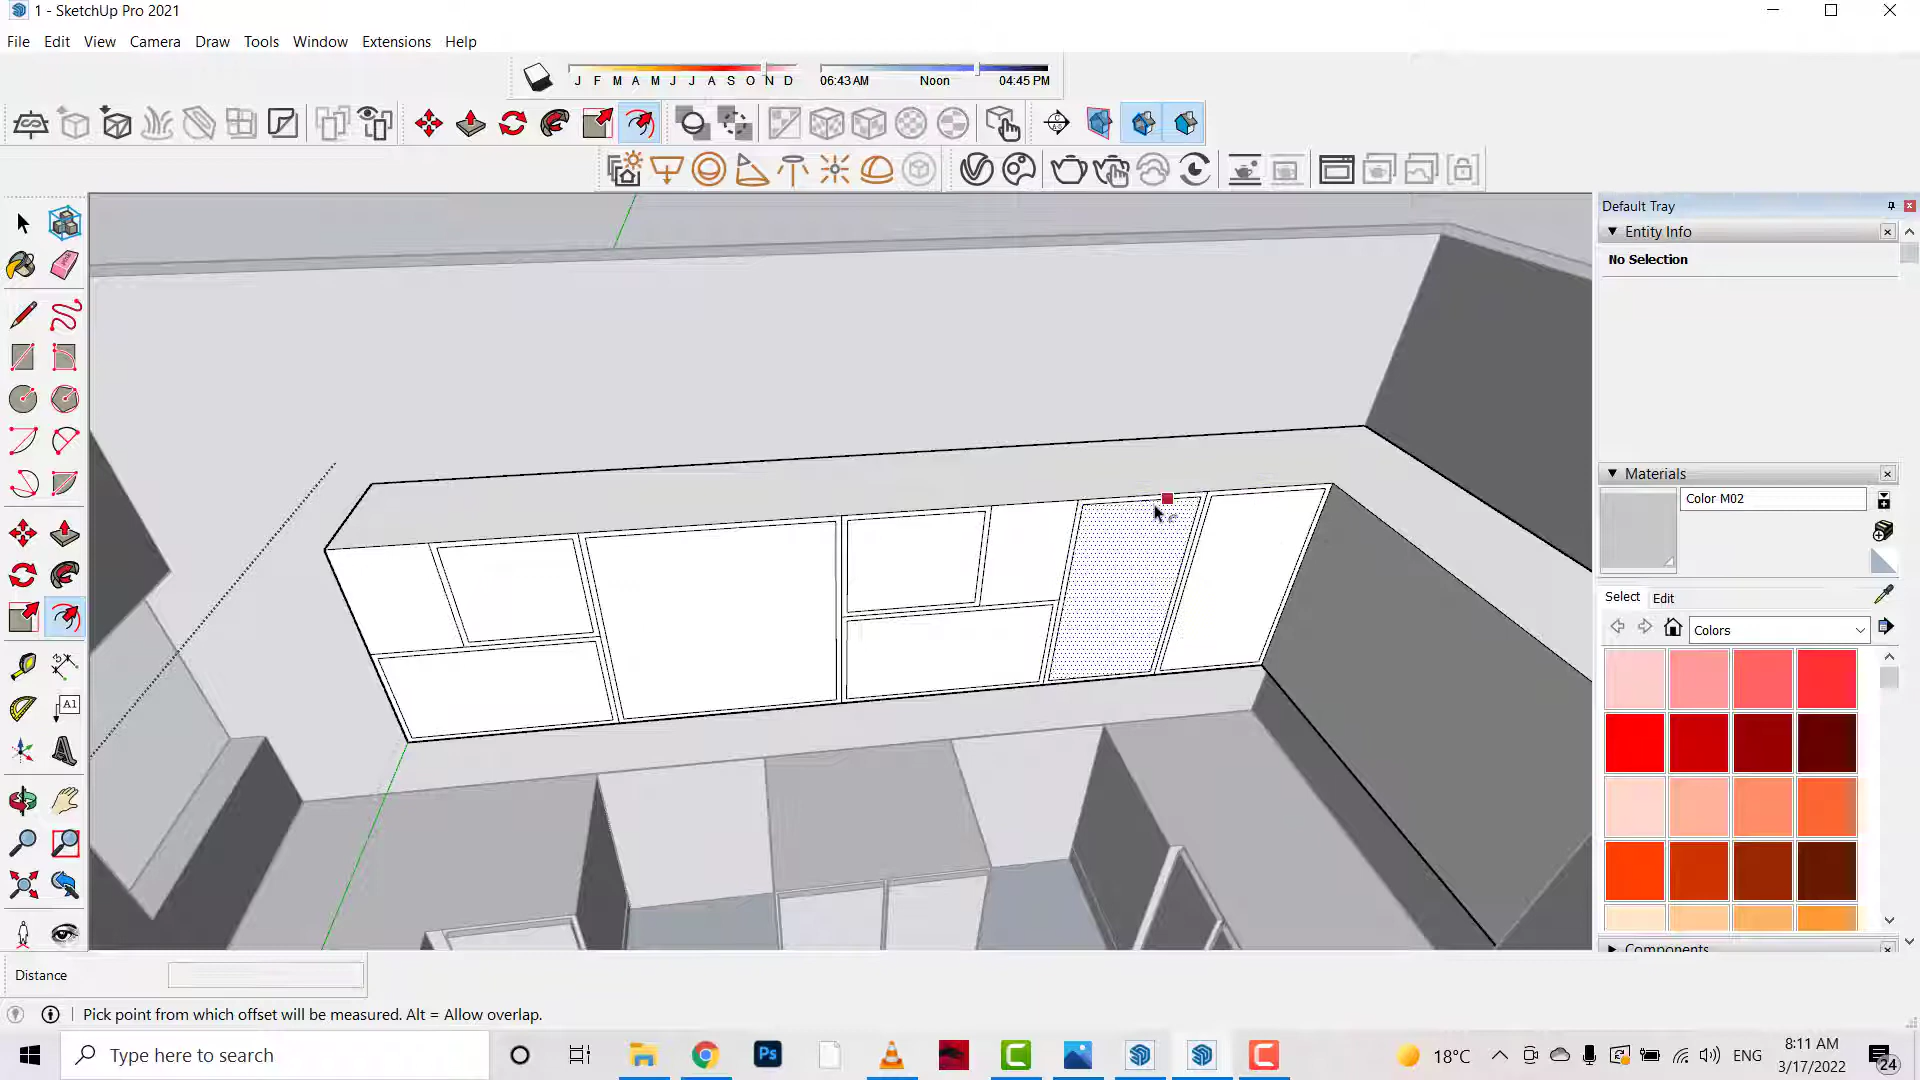 1 - SketchUp Pro 2021
File Edit View Camera Draw Tools Window Extensions Help
J F M A M J J A S O N D
06:43 AM Noon 04:45 PM
Default Tray
Entity Info
No Selection
Materials
Color M02
Select Edit
Colors
A1
Components
Distance
Pick point from which offset will be measured. Alt = Allow overlap.
Type here to search
Ps
18°C
ENG
8:11 AM
3/17/2022
24